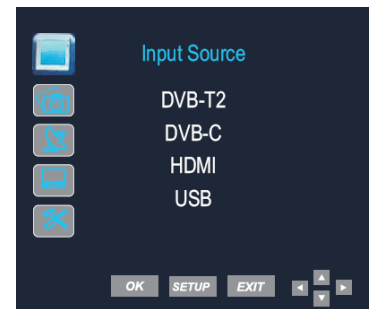 Input Source
DVB-T2
DVB-C
HDMI
USB
OK SETUP EXIT